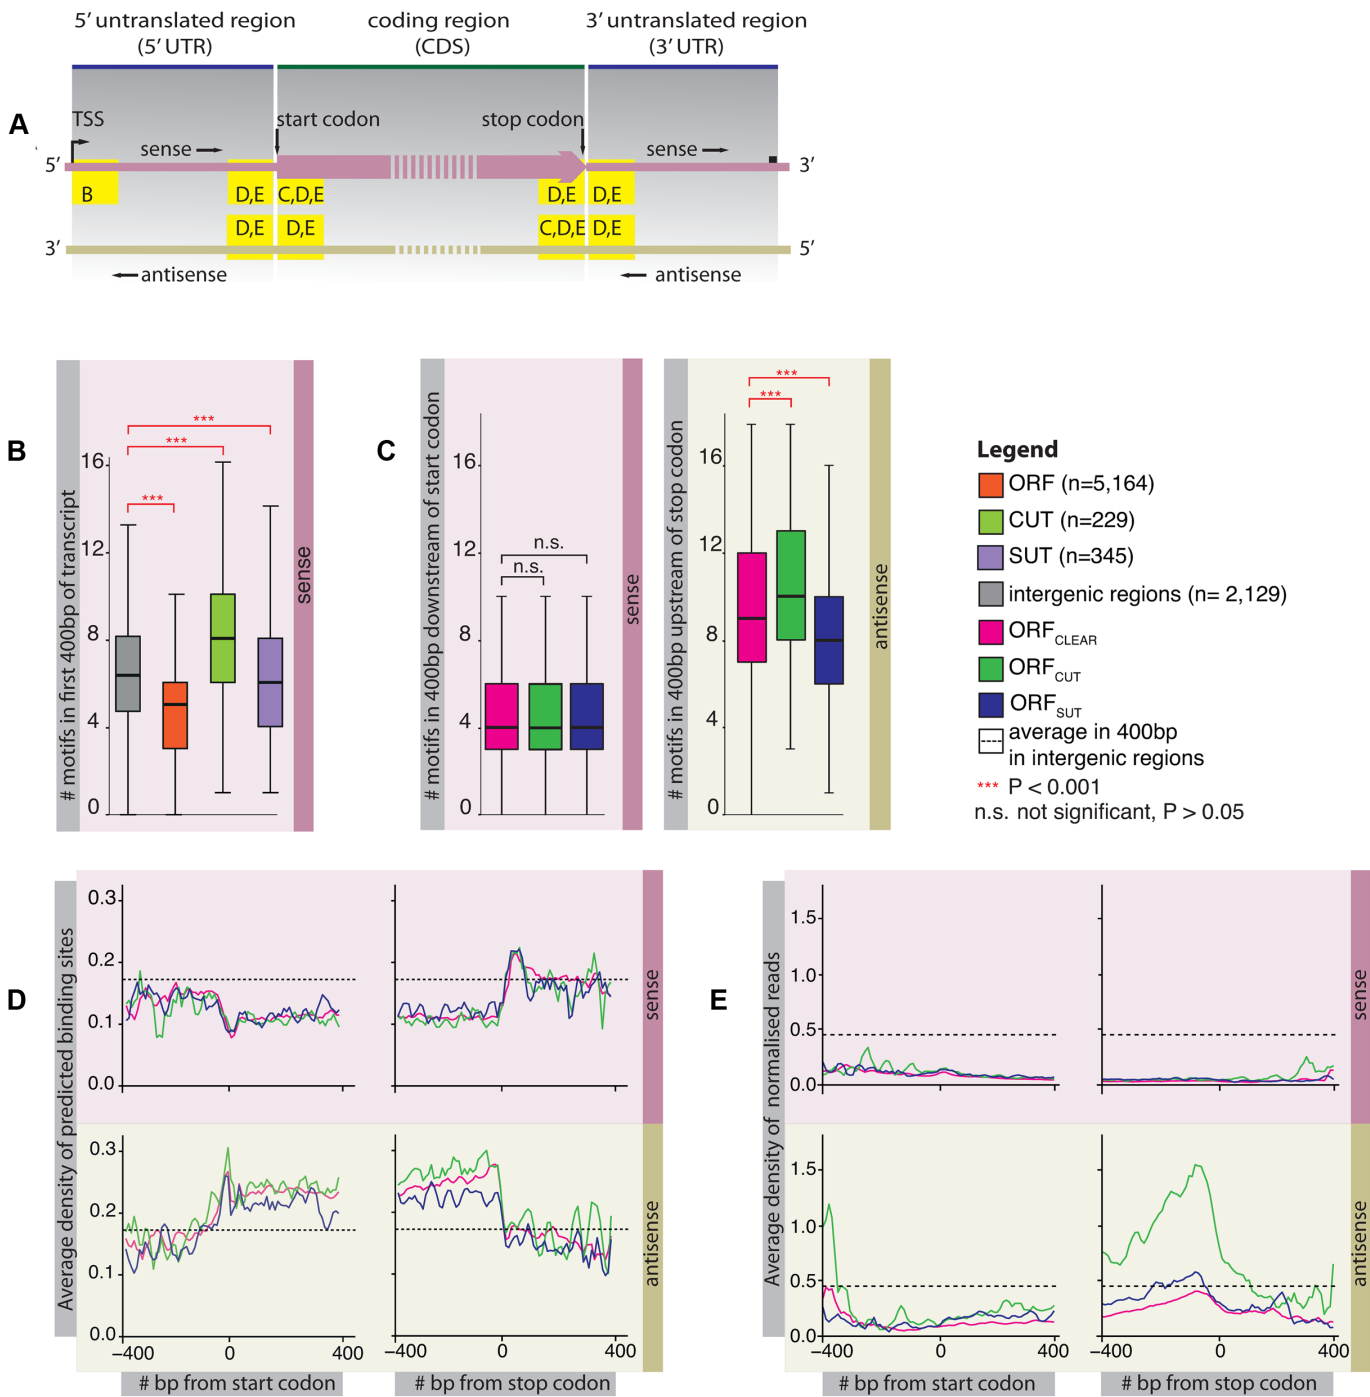 5′ untranslated region
(5′ UTR)
coding region
(CDS)
3′ untranslated region
(3′ UTR)
A
TSS
start codon
stop codon
sense
sense
5′
3′
B
D,E
C,D,E
D,E
D,E
D,E
D,E
C,D,E
D,E
3′
5′
antisense
antisense
B
# motifs in first 400bp of transcript
16
12
8
4
0
***
***
***
sense
C
# motifs in 400bp downstream of start codon
16
12
8
4
0
n.s.
n.s.
sense
# motifs in 400bp upstream of stop codon
16
12
8
4
0
***
***
antisense
Legend
ORF (n=5,164)
CUT (n=229)
SUT (n=345)
intergenic regions (n= 2,129)
ORF CLEAR
ORF CUT
ORF SUT
average in 400bp
in intergenic regions
*** P < 0.001
n.s. not significant, P > 0.05
D
Average density of predicted binding sites
0.3
0.2
0.1
0.0
sense
0.3
0.2
0.1
0.0
antisense
−400
0
400
−400
0
400
# bp from start codon
# bp from stop codon
E
Average density of normalised reads
1.5
1.0
0.5
0.0
sense
1.5
1.0
0.5
0.0
antisense
−400
0
400
−400
0
400
# bp from start codon
# bp from stop codon